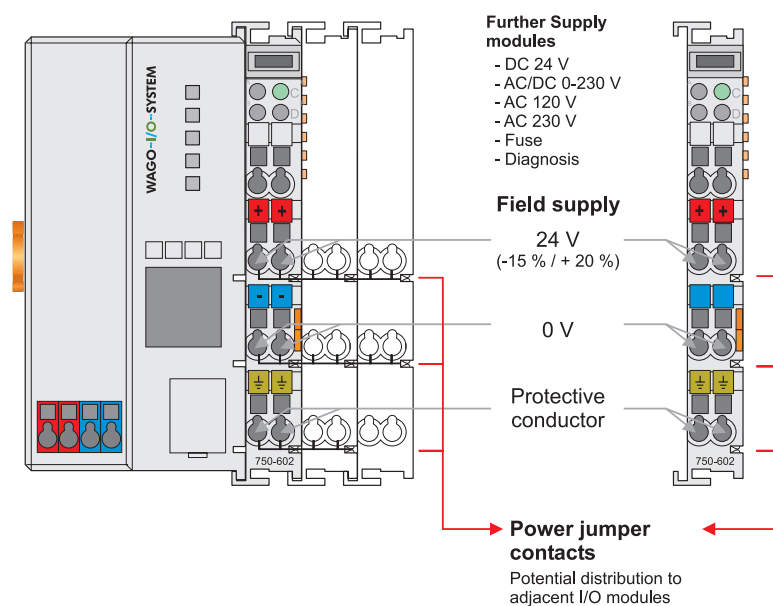 Further Supply
modules
- DC 24 V
- AC/DC 0-230 V
- AC 120 V
- AC 230 V
- Fuse
- Diagnosis
WAGO-I/O-SYSTEM
C
D
C
D
+ +
+ +
Field supply
24 V
(-15 % / + 20 %)
- -
0 V
Protective
conductor
750-602
750-602
Power jumper
contacts
Potential distribution to
adjacent I/O modules